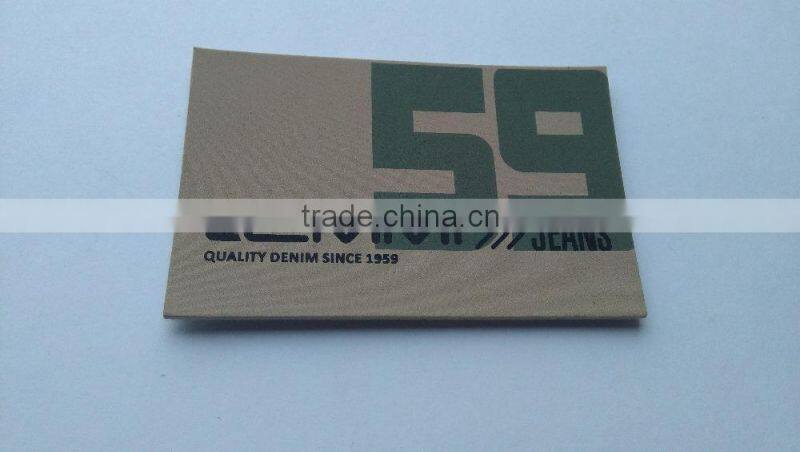 59
trade.china.cn
JEANS
QUALITY DENIM SINCE 1959